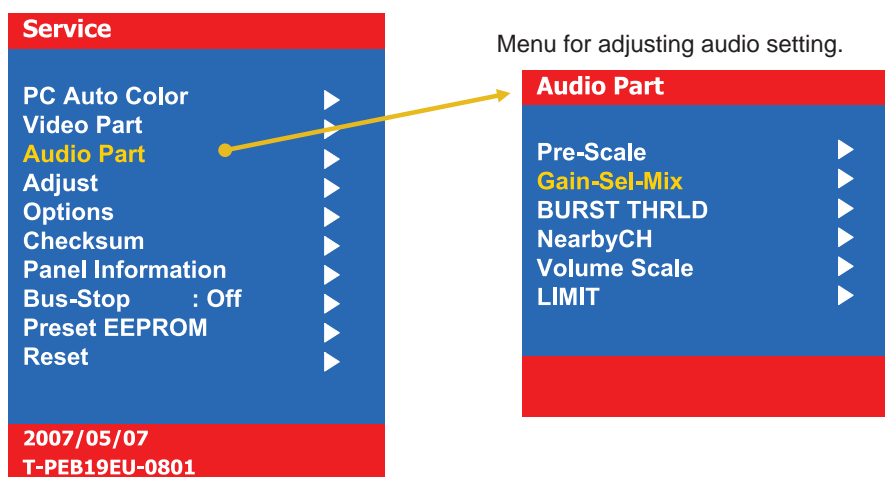 Service
PC Auto Color
Video Part
Audio Part
Adjust
Options
Checksum
Panel Information
Bus-Stop : Off
Preset EEPROM
Reset
2007/05/07
T-PEB19EU-0801
Menu for adjusting audio setting.
Audio Part
Pre-Scale
Gain-Sel-Mix
BURST THRLD
NearbyCH
Volume Scale
LIMIT